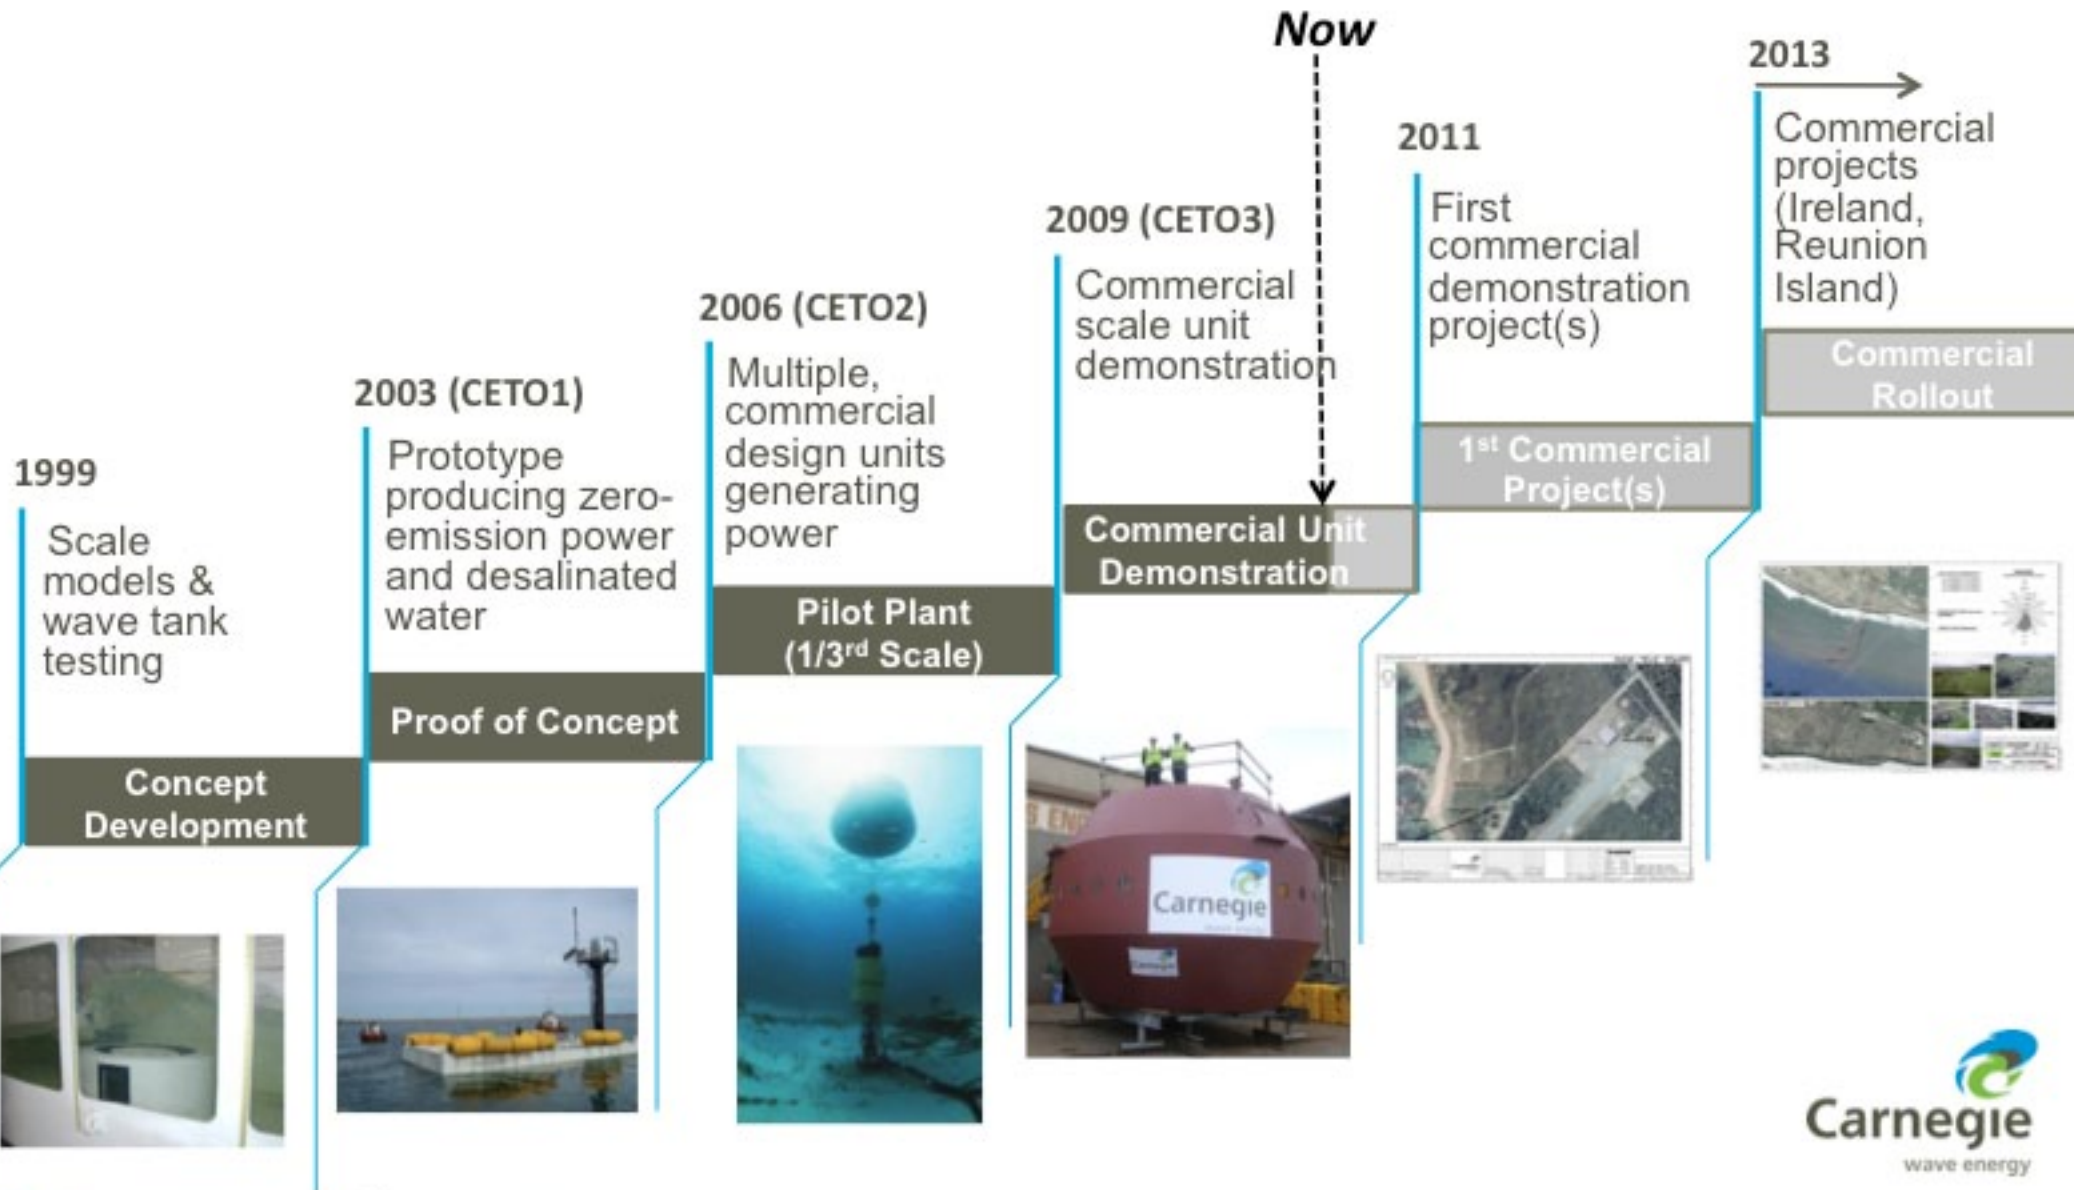 Now
1999
Scale
models &
wave tank
testing
Concept
Development
2003 (CETO1)
Prototype
producing zero-
emission power
and desalinated
water
Proof of Concept
2006 (CETO2)
Multiple,
commercial
design units
generating
power
Pilot Plant
(1/3rd Scale)
2009 (CETO3)
Commercial
scale unit
demonstration
Commercial Unit
Demonstration
2011
First
commercial
demonstration
project(s)
1st Commercial
Project(s)
2013
Commercial
projects
(Ireland,
Reunion
Island)
Commercial
Rollout
Carnegie
wave energy
Carnegie
Carnegie
wave energy